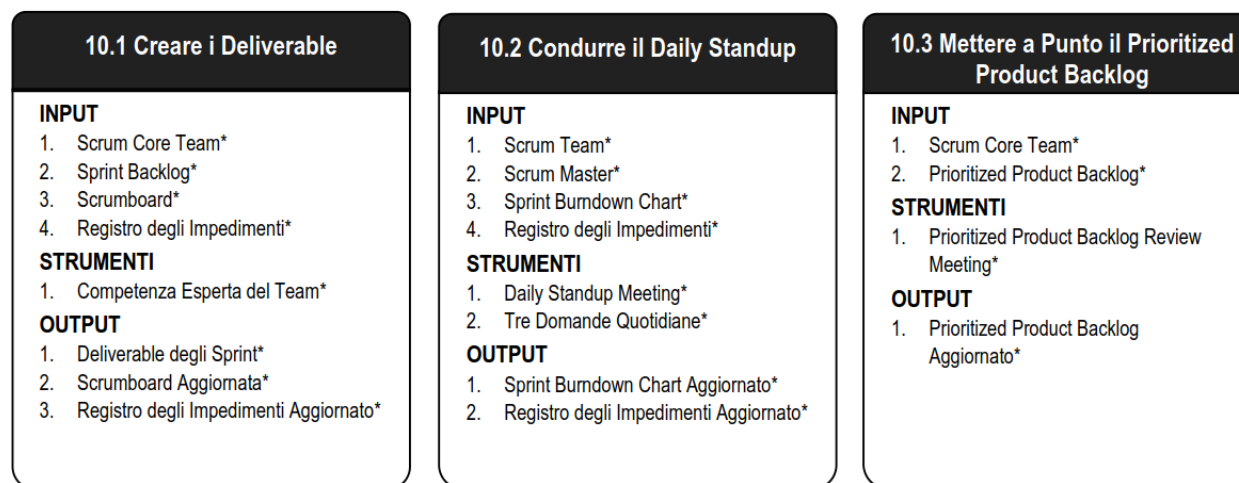 10.1 Creare i Deliverable
INPUT
1. Scrum Core Team*
2. Sprint Backlog*
3. Scrumboard*
4. Registro degli Impedimenti*
STRUMENTI
1. Competenza Esperta del Team*
OUTPUT
1. Deliverable degli Sprint*
2. Scrumboard Aggiornata*
3. Registro degli Impedimenti Aggiornato*
10.2 Condurre il Daily Standup
INPUT
1. Scrum Team*
2. Scrum Master*
3. Sprint Burndown Chart*
4. Registro degli Impedimenti*
STRUMENTI
1. Daily Standup Meeting*
2. Tre Domande Quotidiane*
OUTPUT
1. Sprint Burndown Chart Aggiornato*
2. Registro degli Impedimenti Aggiornato*
10.3 Mettere a Punto il Prioritized
Product Backlog
INPUT
1. Scrum Core Team*
2. Prioritized Product Backlog*
STRUMENTI
1. Prioritized Product Backlog Review
Meeting*
OUTPUT
1. Prioritized Product Backlog
Aggiornato*